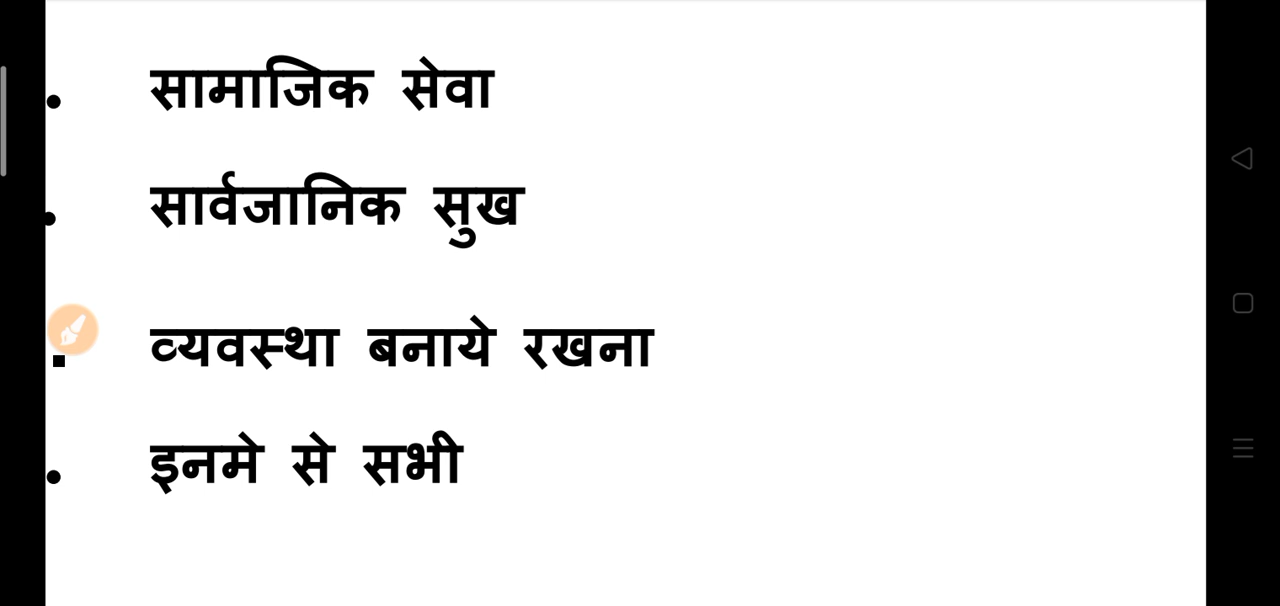 • सामाजिक सेवा
• सार्वजानिक सुख
▪ व्यवस्था बनाये रखना
• इनमे से सभी